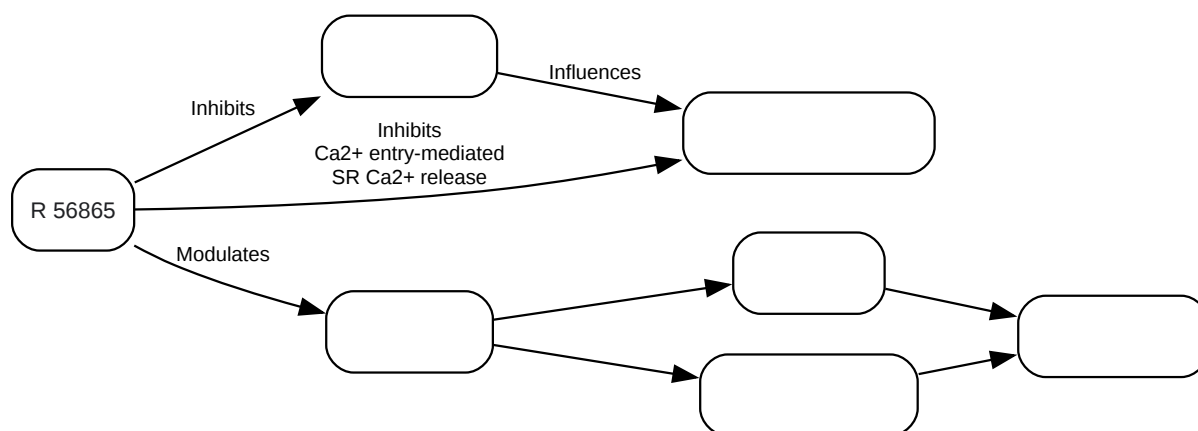 Influences
Inhibits
Inhibits
Ca2+ entry-mediated
SR Ca2+ release
R 56865
Modulates